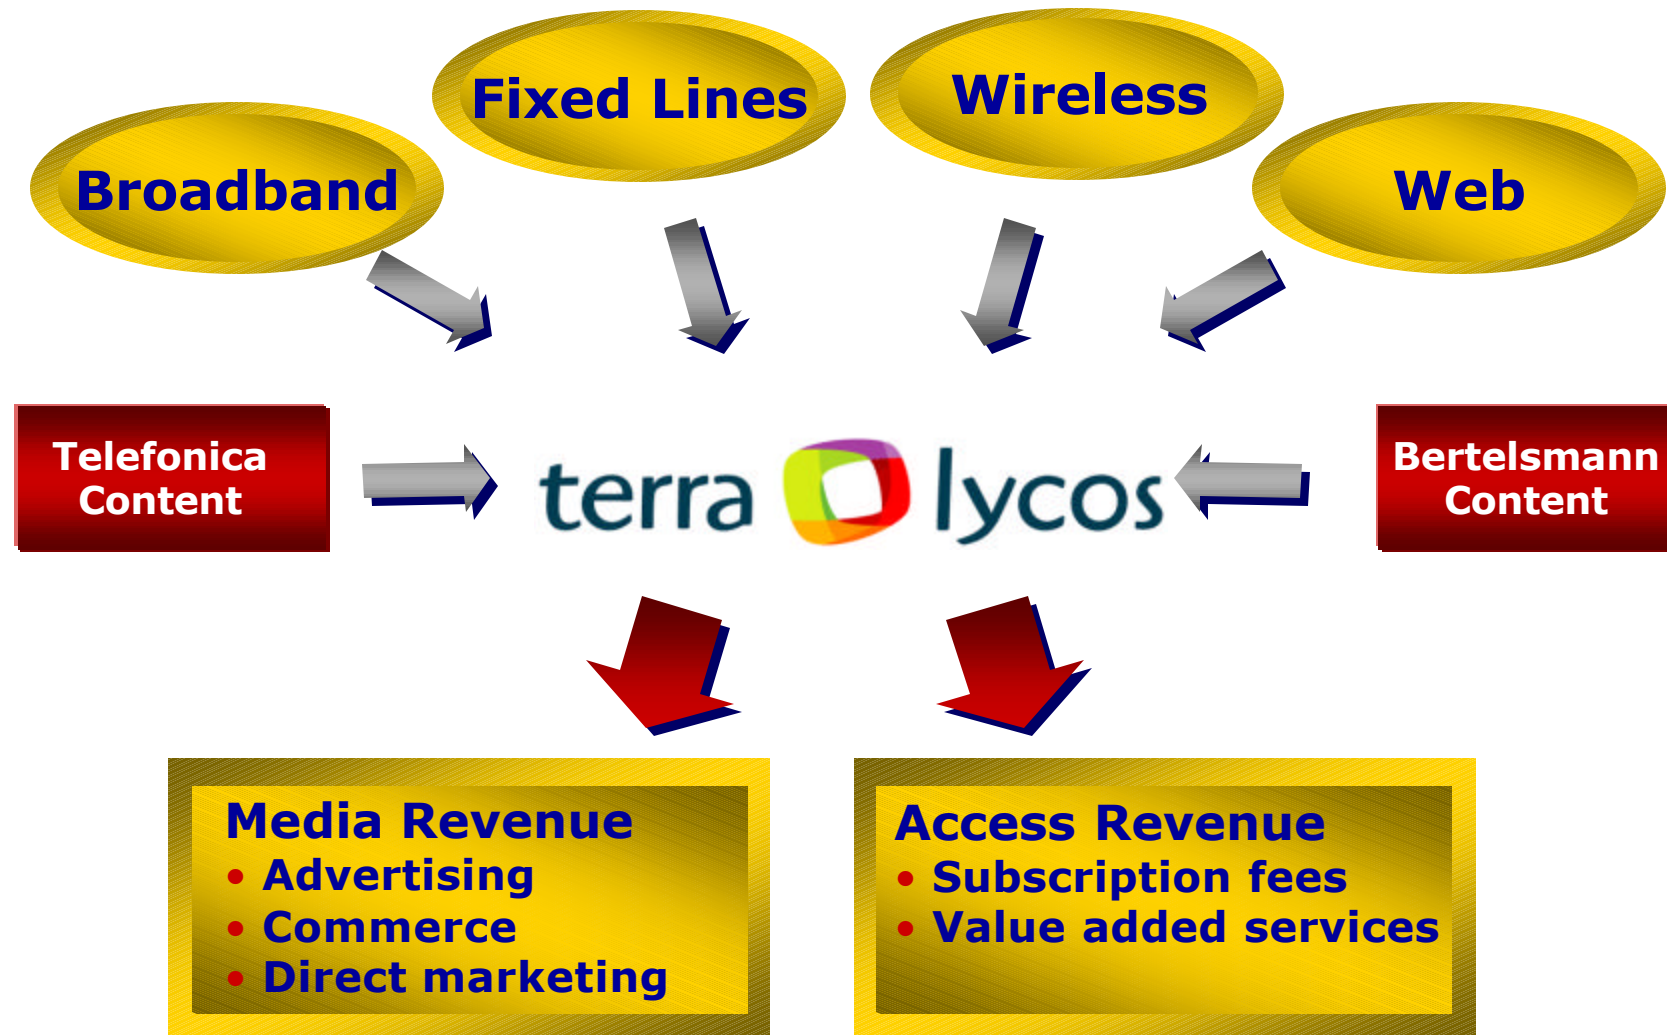 Fixed Lines
Wireless
Broadband
Web
Telefonica
Content
terra lycos
Bertelsmann
Content
Media Revenue
• Advertising
• Commerce
• Direct marketing
Access Revenue
• Subscription fees
• Value added services